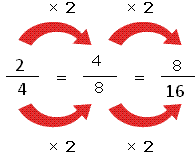 × 2 × 2
2/4 = 4/8 = 8/16
× 2 × 2